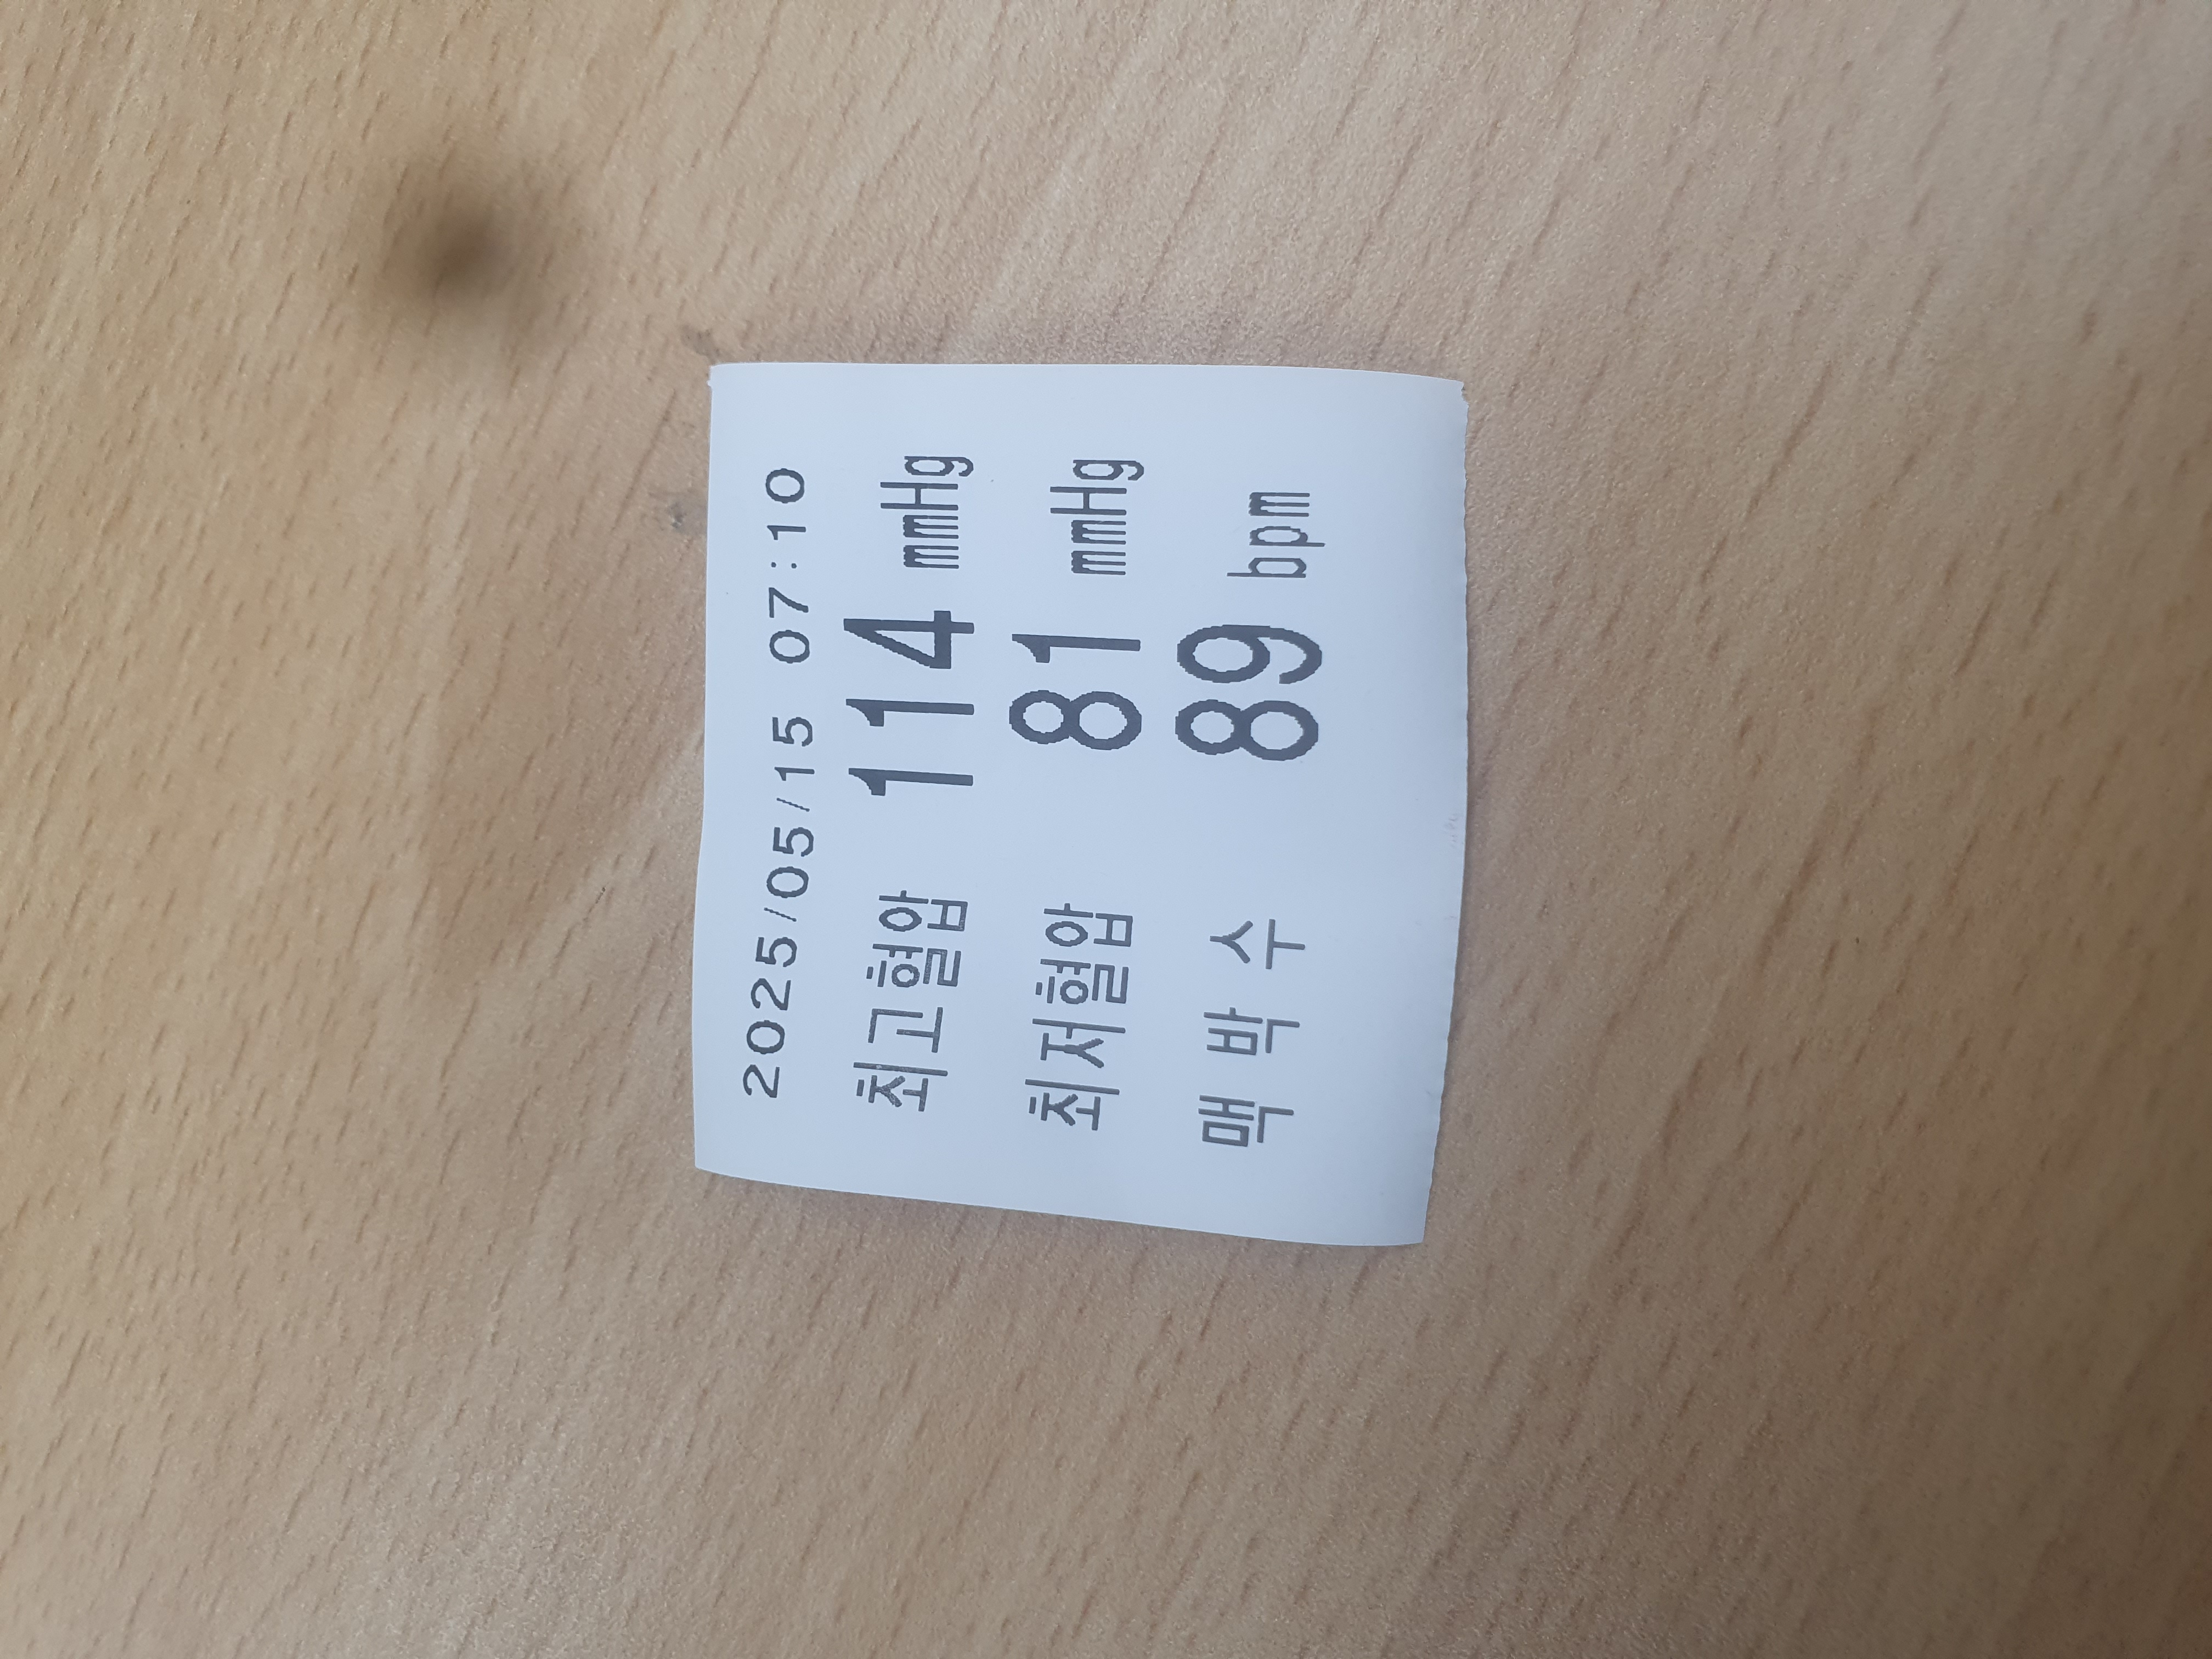 2025/05/15 07:10
최고혈압 114 mmHg
최저혈압 81 mmHg
맥 박 수 89 bpm